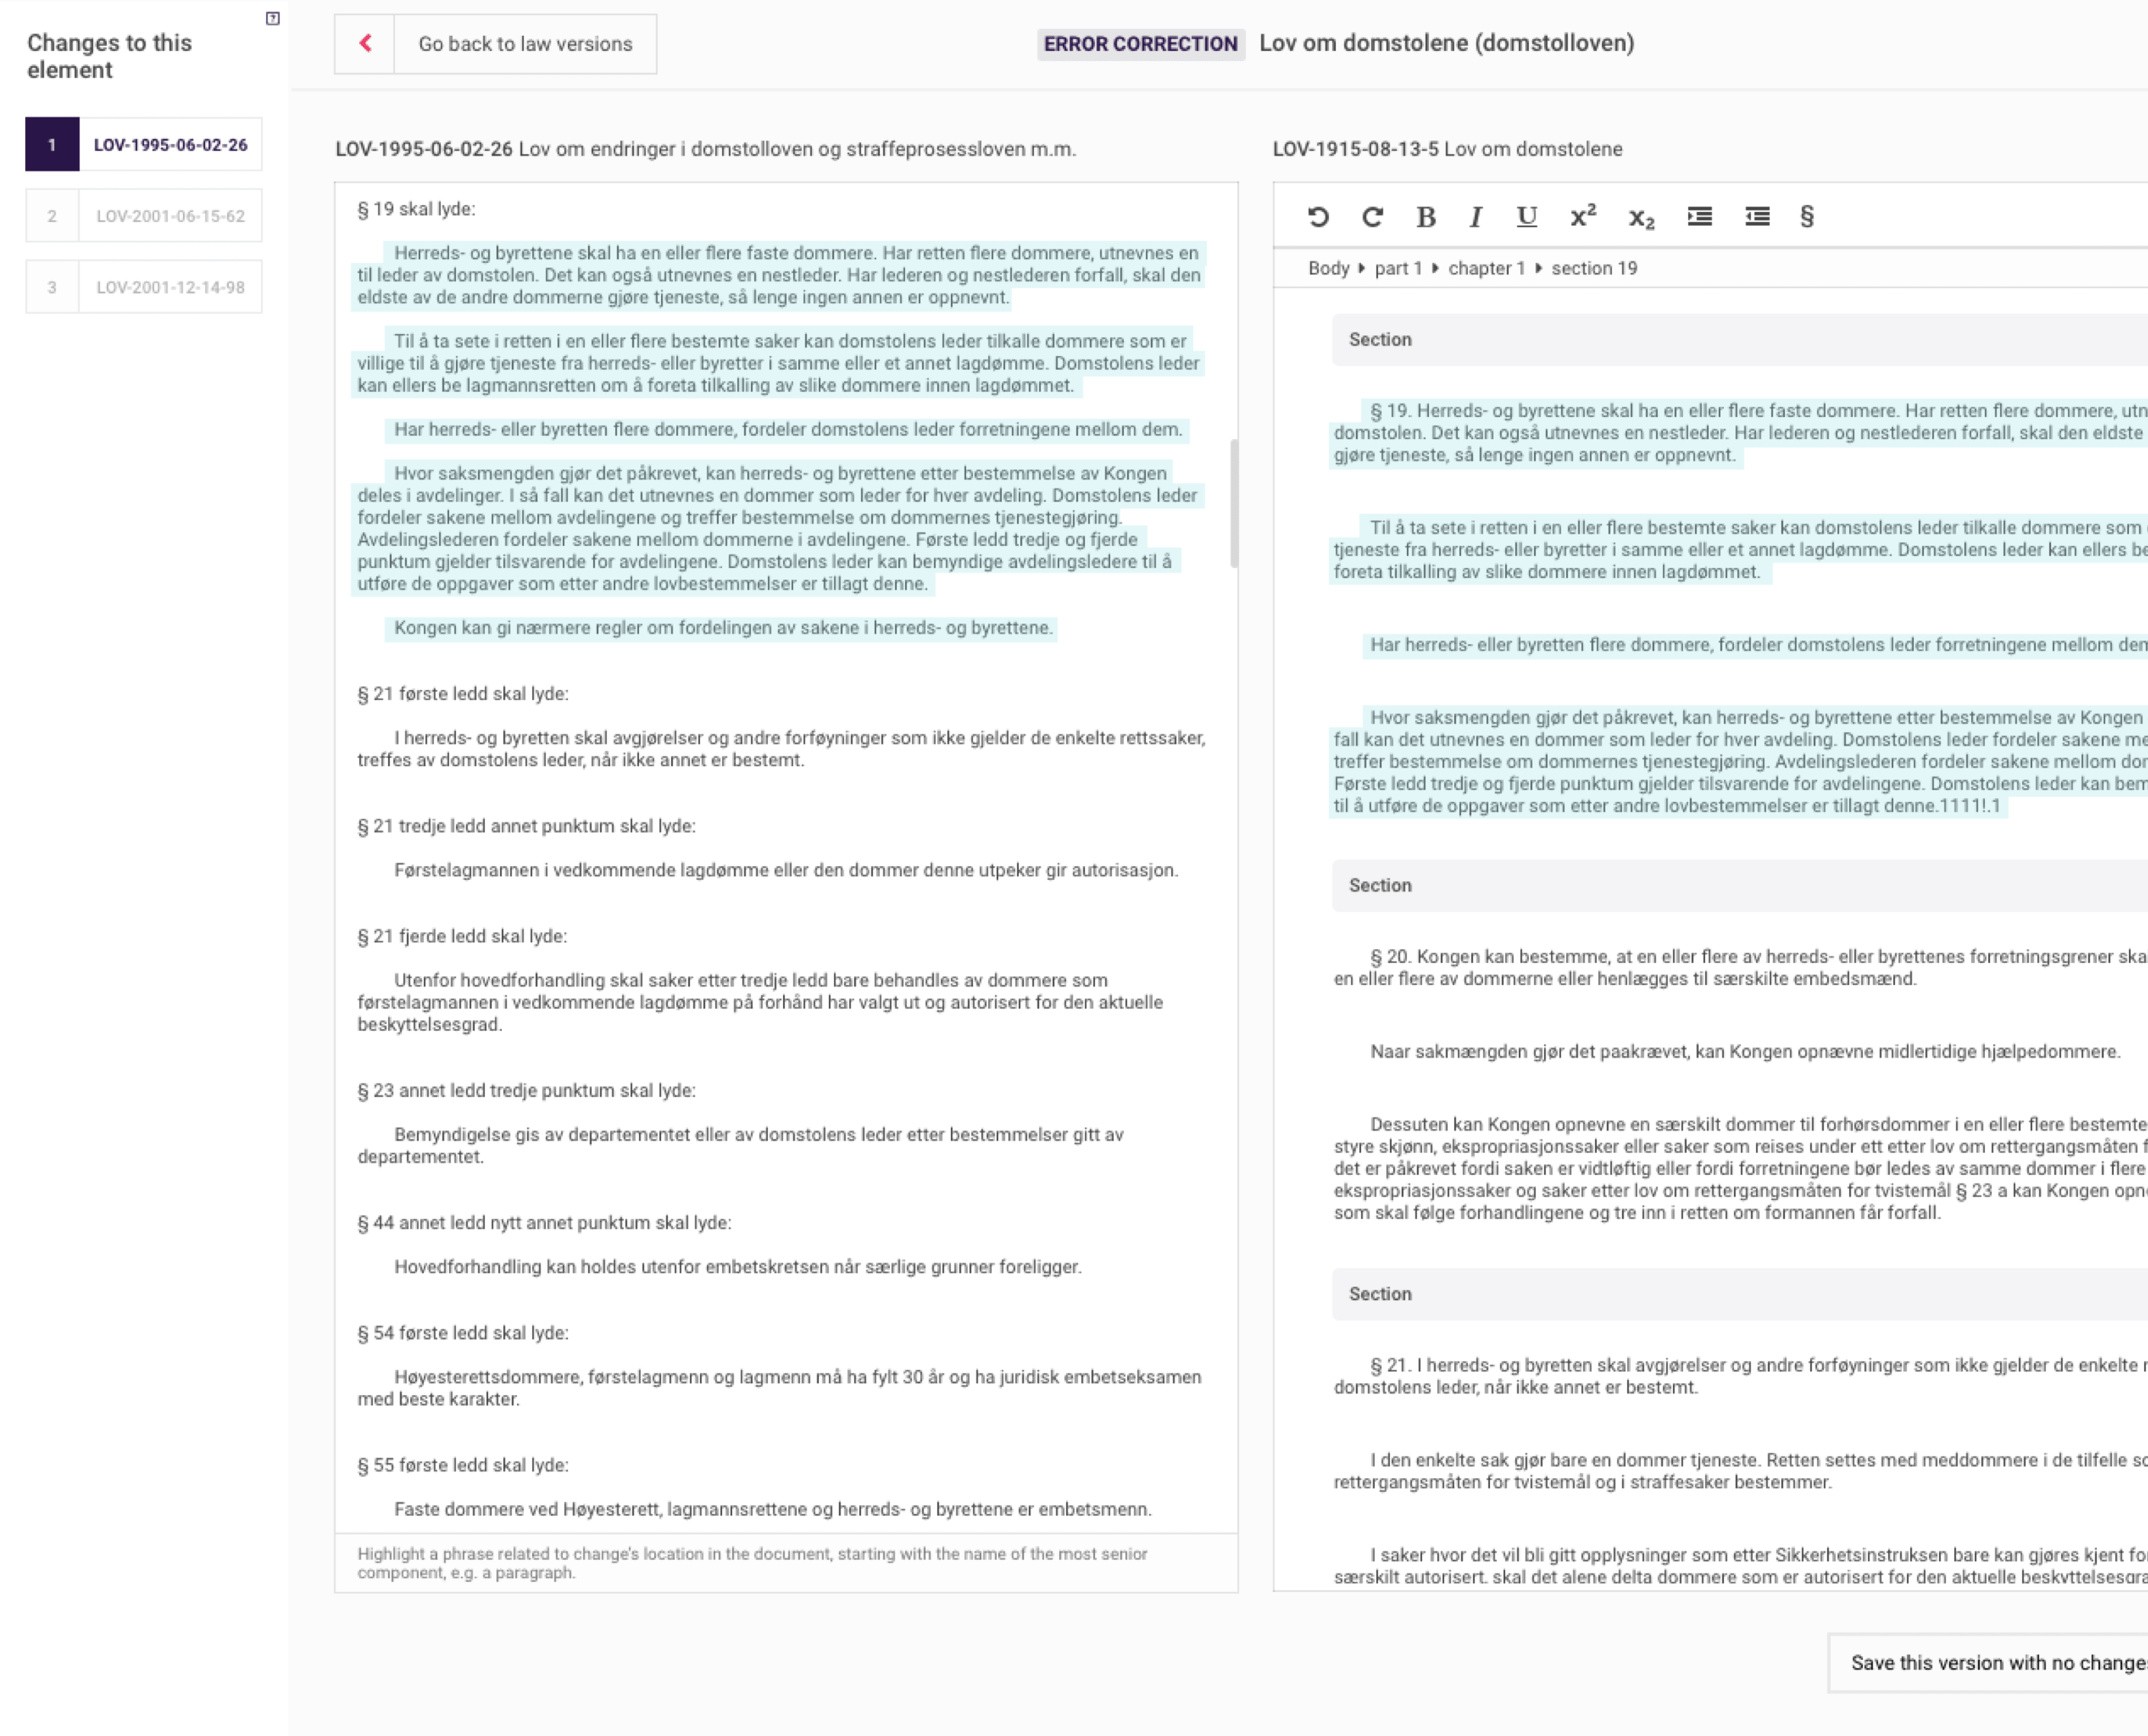 Changes to this
element
?
1 LOV-1995-06-02-26
2 LOV-2001-06-15-62
3 LOV-2001-12-14-98
Go back to law versions
ERROR CORRECTION Lov om domstolene (domstolloven)
LOV-1995-06-02-26 Lov om endringer i domstolloven og straffeprosessloven m.m.
§ 19 skal lyde:
Herreds- og byrettene skal ha en eller flere faste dommere. Har retten flere dommere, utnevnes en
til leder av domstolen. Det kan også utnevnes en nestleder. Har lederen og nestlederen forfall, skal den
eldste av de andre dommerne gjøre tjeneste, så lenge ingen annen er oppnevnt.
Til å ta sete i retten i en eller flere bestemte saker kan domstolens leder tilkalle dommere som er
villige til å gjøre tjeneste fra herreds- eller byretter i samme eller et annet lagdømme. Domstolens leder
kan ellers be lagmannsretten om å foreta tilkalling av slike dommere innen lagdømmet.
Har herreds- eller byretten flere dommere, fordeler domstolens leder forretningene mellom dem.
Hvor saksmengden gjør det påkrevet, kan herreds- og byrettene etter bestemmelse av Kongen
deles i avdelinger. I så fall kan det utnevnes en dommer som leder for hver avdeling. Domstolens leder
fordeler sakene mellom avdelingene og treffer bestemmelse om dommernes tjenestegjøring.
Avdelingslederen fordeler sakene mellom dommerne i avdelingene. Første ledd tredje og fjerde
punktum gjelder tilsvarende for avdelingene. Domstolens leder kan bemyndige avdelingsledere til å
utføre de oppgaver som etter andre lovbestemmelser er tillagt denne.
Kongen kan gi nærmere regler om fordelingen av sakene i herreds- og byrettene.
§ 21 første ledd skal lyde:
I herreds- og byretten skal avgjørelser og andre forføyninger som ikke gjelder de enkelte rettssaker,
treffes av domstolens leder, når ikke annet er bestemt.
§ 21 tredje ledd annet punktum skal lyde:
Førstelagmannen i vedkommende lagdømme eller den dommer denne utpeker gir autorisasjon.
§ 21 fjerde ledd skal lyde:
Utenfor hovedforhandling skal saker etter tredje ledd bare behandles av dommere som
førstelagmannen i vedkommende lagdømme på forhånd har valgt ut og autorisert for den aktuelle
beskyttelsesgrad.
§ 23 annet ledd tredje punktum skal lyde:
Bemyndigelse gis av departementet eller av domstolens leder etter bestemmelser gitt av
departementet.
§ 44 annet ledd nytt annet punktum skal lyde:
Hovedforhandling kan holdes utenfor embetskretsen når særlige grunner foreligger.
§ 54 første ledd skal lyde:
Høyesterettsdommere, førstelagmenn og lagmenn må ha fylt 30 år og ha juridisk embetseksamen
med beste karakter.
§ 55 første ledd skal lyde:
Faste dommere ved Høyesterett, lagmannsrettene og herreds- og byrettene er embetsmenn.
Highlight a phrase related to change's location in the document, starting with the name of the most senior
component, e.g. a paragraph.
LOV-1915-08-13-5 Lov om domstolene
B I U x² x₂ §
Body ▸ part 1 ▸ chapter 1 ▸ section 19
Section
§ 19. Herreds- og byrettene skal ha en eller flere faste dommere. Har retten flere dommere, utn
domstolen. Det kan også utnevnes en nestleder. Har lederen og nestlederen forfall, skal den eldste
gjøre tjeneste, så lenge ingen annen er oppnevnt.
Til å ta sete i retten i en eller flere bestemte saker kan domstolens leder tilkalle dommere som
tjeneste fra herreds- eller byretter i samme eller et annet lagdømme. Domstolens leder kan ellers be
foreta tilkalling av slike dommere innen lagdømmet.
Har herreds- eller byretten flere dommere, fordeler domstolens leder forretningene mellom
Hvor saksmengden gjør det påkrevet, kan herreds- og byrettene etter bestemmelse av Kongen
fall kan det utnevnes en dommer som leder for hver avdeling. Domstolens leder fordeler sakene me
treffer bestemmelse om dommernes tjenestegjøring. Avdelingslederen fordeler sakene mellom
Første ledd tredje og fjerde punktum gjelder tilsvarende for avdelingene. Domstolens leder kan bem
til å utføre de oppgaver som etter andre lovbestemmelser er tillagt denne.1111!.1
Section
§ 20. Kongen kan bestemme, at en eller flere av herreds- eller byrettenes forretningsgrener ska
en eller flere av dommerne eller henlægges til særskilte embedsmænd.
Naar sakmængden gjør det paakrævet, kan Kongen opnævne midlertidige hjælpedommere.
Dessuten kan Kongen opnevne en særskilt dommer til forhørsdommer i en eller flere bestemte
styre skjønn, ekspropriasjonssaker eller saker som reises under ett etter lov om rettergangsmåten f
det er påkrevet fordi saken er vidtløftig eller fordi forretningene bør ledes av samme dommer i flere
ekspropriasjonssaker og saker etter lov om rettergangsmåten for tvistemål § 23 a kan Kongen
som skal følge forhandlingene og tre inn i retten om formannen får forfall.
Section
§ 21. I herreds- og byretten skal avgjørelser og andre forføyninger som ikke gjelder de enkelte
domstolens leder, når ikke annet er bestemt.
I den enkelte sak gjør bare en dommer tjeneste. Retten settes med meddommere i de tilfelle
rettergangsmåten for tvistemål og i straffesaker bestemmer.
I saker hvor det vil bli gitt opplysninger som etter Sikkerhetsinstruksen bare kan gjøres kjent
særskilt autorisert. skal det alene delta dommere som er autorisert for den aktuelle
Save this version with no changes